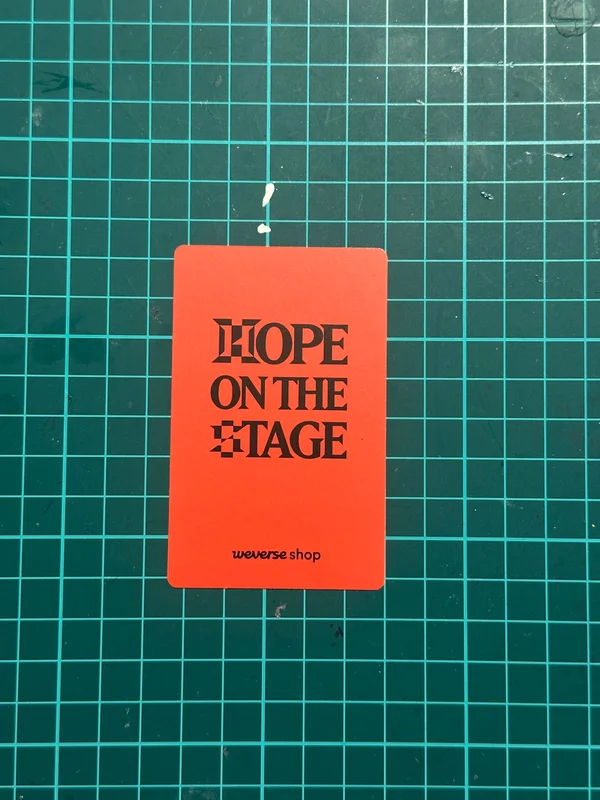 HOPE
ON THE
STAGE
weverse shop